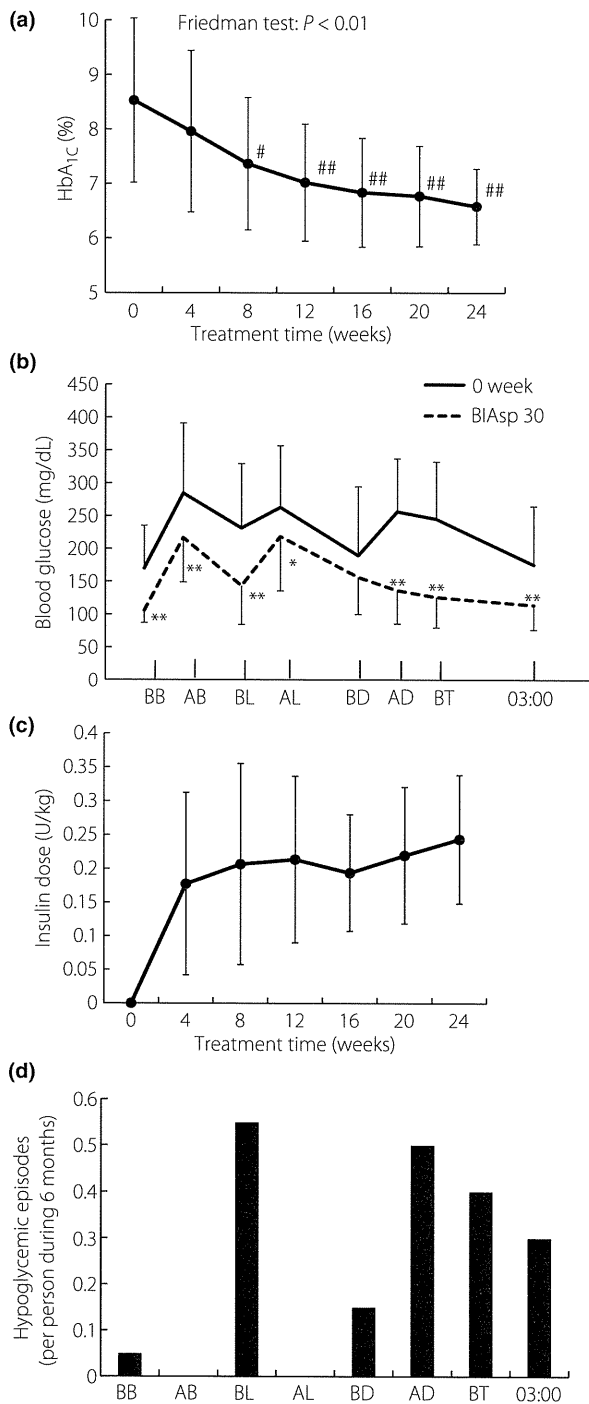 (a)
Friedman test: P < 0.01
HbA1C (%)
10
9
8
7
6
5
#
##
##
##
##
0 4 8 12 16 20 24
Treatment time (weeks)
(b)
Blood glucose (mg/dL)
450
400
350
300
250
200
150
100
50
0
0 week
BIAsp 30
**
**
**
*
**
**
**
BB AB BL AL BD AD BT 03:00
(c)
Insulin dose (U/kg)
0.4
0.35
0.3
0.25
0.2
0.15
0.1
0.05
0
0 4 8 12 16 20 24
Treatment time (weeks)
(d)
Hypoglycemic episodes
(per person during 6 months)
0.6
0.5
0.4
0.3
0.2
0.1
0
BB AB BL AL BD AD BT 03:00